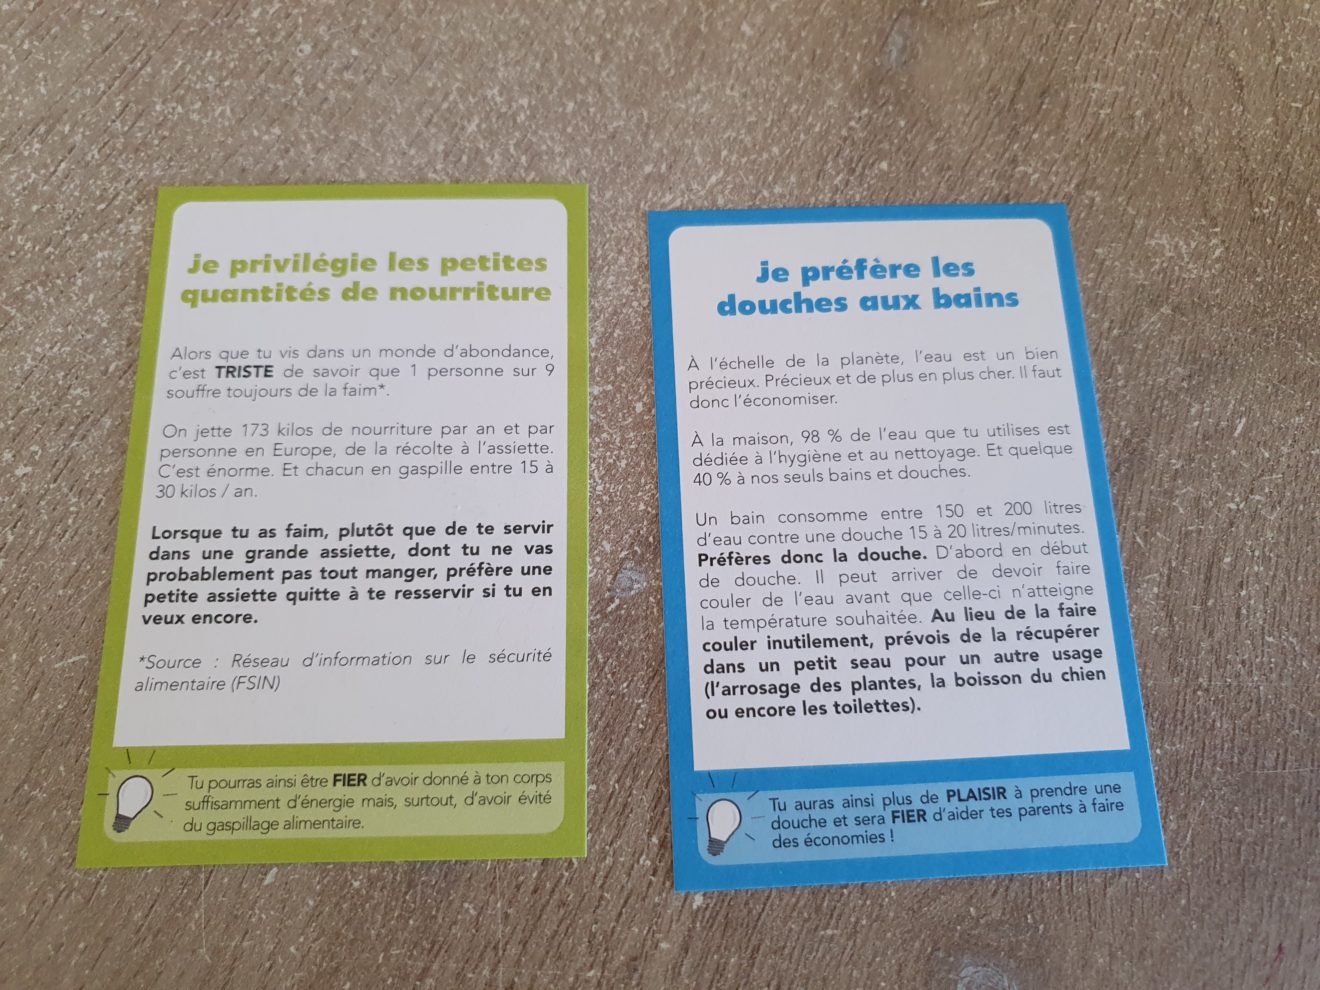 je privilégie les petites
quantités de nourriture
Alors que tu vis dans un monde d'abondance,
c'est TRISTE de savoir que 1 personne sur 9
souffre toujours de la faim*.
On jette 173 kilos de nourriture par an et par
personne en Europe, de la récolte à l'assiette.
C'est énorme. Et chacun en gaspille entre 15 à
30 kilos / an.
Lorsque tu as faim, plutôt que de te servir
dans une grande assiette, dont tu ne vas
probablement pas tout manger, préfère une
petite assiette quitte à te resservir si tu en
veux encore.
*Source : Réseau d'information sur le sécurité
alimentaire (FSIN)
Tu pourras ainsi être FIER d'avoir donné à ton corps
suffisamment d'énergie mais, surtout, d'avoir évité
du gaspillage alimentaire.
je préfère les
douches aux bains
À l'échelle de la planète, l'eau est un bien
précieux. Précieux et de plus en plus cher. Il faut
donc l'économiser.
À la maison, 98 % de l'eau que tu utilises est
dédiée à l'hygiène et au nettoyage. Et quelque
40 % à nos seuls bains et douches.
Un bain consomme entre 150 et 200 litres
d'eau contre une douche 15 à 20 litres/minutes.
Préfères donc la douche. D'abord en début
de douche. Il peut arriver de devoir faire
couler de l'eau avant que celle-ci n'atteigne
la température souhaitée. Au lieu de la faire
couler inutilement, prévois de la récupérer
dans un petit seau pour un autre usage
(l'arrosage des plantes, la boisson du chien
ou encore les toilettes).
Tu auras ainsi plus de PLAISIR à prendre une
douche et sera FIER d'aider tes parents à faire
des économies !